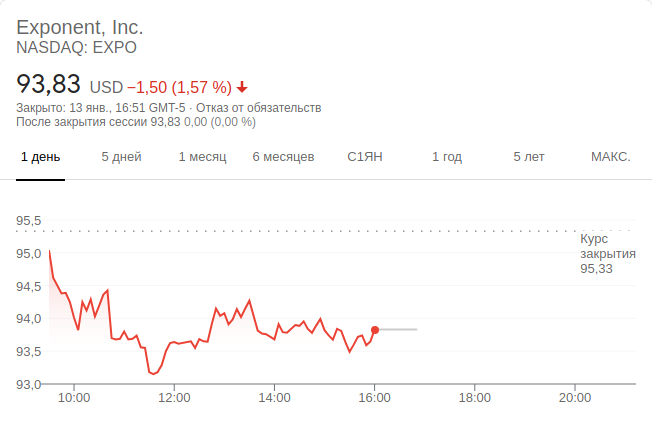 Exponent, Inc.
NASDAQ: EXPO
93,83 USD −1,50 (1,57 %)
Закрыто: 13 янв., 16:51 GMT-5 · Отказ от обязательств
После закрытия сессии 93,83 0,00 (0,00 %)
1 день 5 дней 1 месяц 6 месяцев С1ЯН 1 год 5 лет МАКС.
95,5
Курс
закрытия
95,33
95,0
94,5
94,0
93,5
93,0
10:00 12:00 14:00 16:00 18:00 20:00